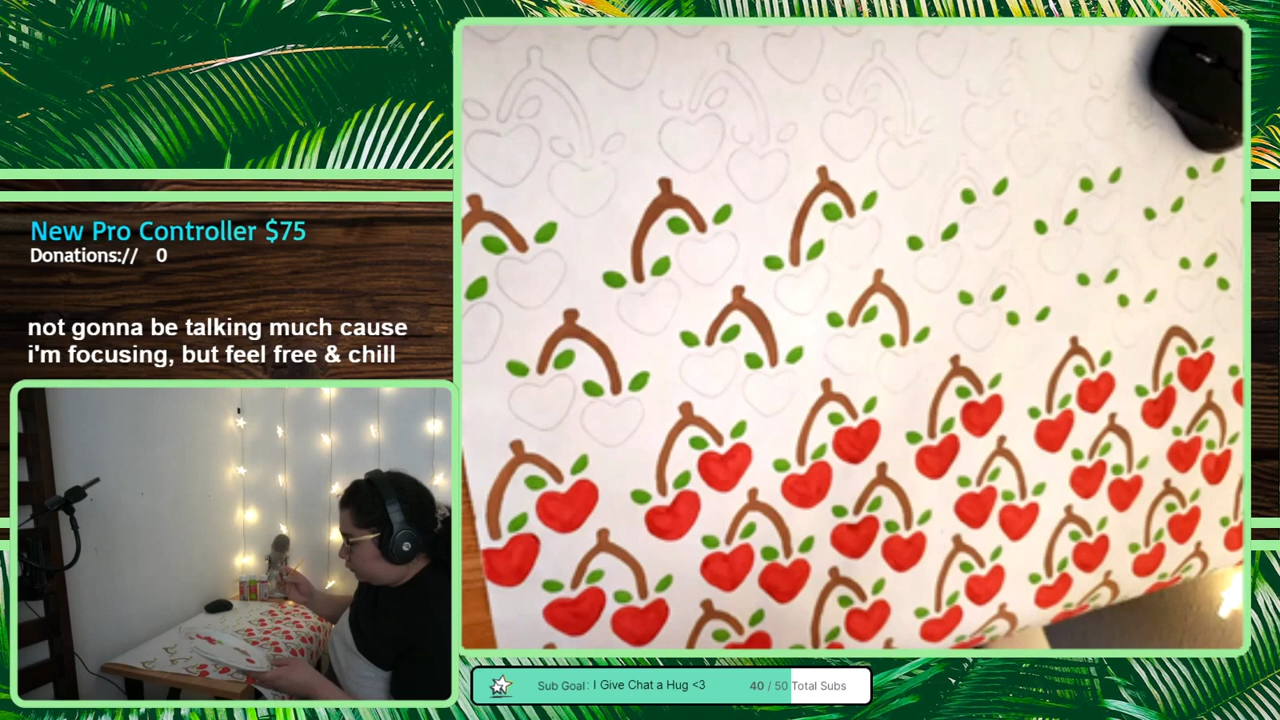 New Pro Controller $75
Donations:// 0
not gonna be talking much cause
i'm focusing, but feel free & chill
Sub Goal: I Give Chat a Hug <3 40 / 50 Total Subs